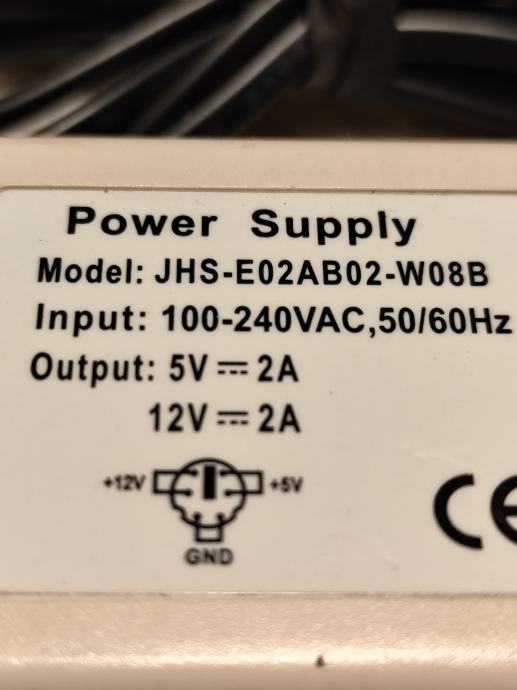 Power Supply
Model: JHS-E02AB02-W08B
Input: 100-240VAC,50/60Hz
Output: 5V ⎓ 2A
12V ⎓ 2A
+12V +5V
GND
CE